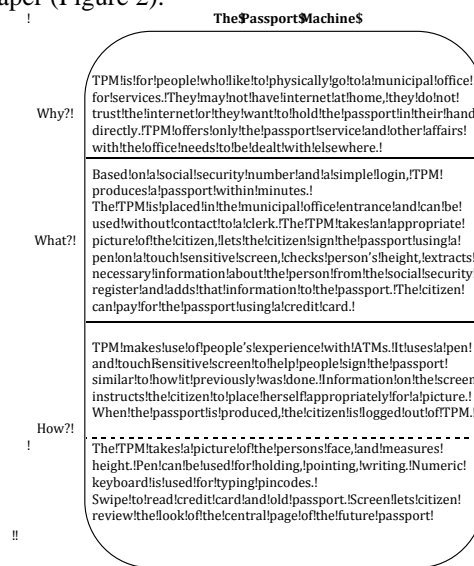 aper (Figure 2).
! The$Passport$Machine$
TPM!is!for!people!who!like!to!physically!go!to!a!municipal!office!
for!services.!They!may!not!have!internet!at!home,!they!do!not!
Why?! trust!the!internet!or!they!want!to!hold!the!passport!in!their!hand
directly.!TPM!offers!only!the!passport!service!and!other!affairs!
with!the!office!needs!to!be!dealt!with!elsewhere.!
Based!on!a!social!security!number!and!a!simple!login,!TPM!
produces!a!passport!within!minutes.!
The!TPM!is!placed!in!the!municipal!office!entrance!and!can!be!
used!without!contact!to!a!clerk.!The!TPM!takes!an!appropriate!
What?! picture!of!the!citizen,!lets!the!citizen!sign!the!passport!using!a!
pen!on!a!touch!sensitive!screen,!checks!person's!height,!extracts!
necessary!information!about!the!person!from!the!social!security!
register!and!adds!that!information!to!the!passport.!The!citizen!
can!pay!for!the!passport!using!a!credit!card.!
TPM!makes!use!of!people's!experience!with!ATMs.!It!uses!a!pen!
and!touchRsensitive!screen!to!help!people!sign!the!passport!
similar!to!how!it!previously!was!done.!Information!on!the!screen
instructs!the!citizen!to!place!herself!appropriately!for!a!picture.!
When!the!passport!is!produced,!the!citizen!is!logged!out!of!TPM.!
How?!
!
The!TPM!takes!a!picture!of!the!persons!face,!and!measures!
height.!Pen!can!be!used!for!holding,!pointing,!writing.!Numeric!
keyboard!is!used!for!typing!pincodes.!
Swipe!to!read!credit!card!and!old!passport.!Screen!lets!citizen!
review!the!look!of!the!central!page!of!the!future!passport!
!!